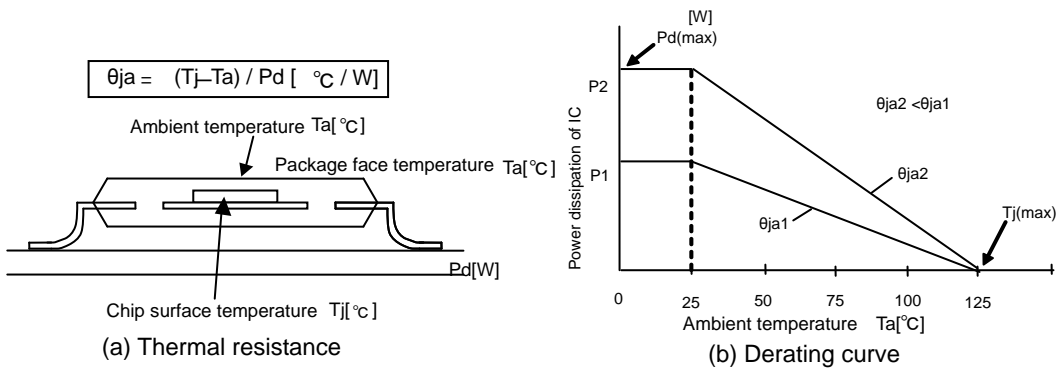 θja = (Tj–Ta) / Pd [ °C / W]
Ambient temperature Ta[°C]
Package face temperature Ta[°C]
Pd[W]
Chip surface temperature Tj[°C]
(a) Thermal resistance
[W]
Pd(max)
P2
θja2 <θja1
P1
θja2
θja1
Tj(max)
Power dissipation of IC
0 25 50 75 100 125
Ambient temperature Ta[°C]
(b) Derating curve